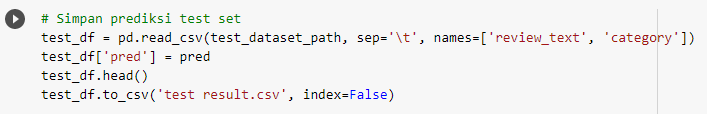 # Simpan prediksi test set
test_df = pd.read_csv(test_dataset_path, sep='\t', names=['review_text', 'category'])
test_df['pred'] = pred
test_df.head()
test_df.to_csv('test result.csv', index=False)